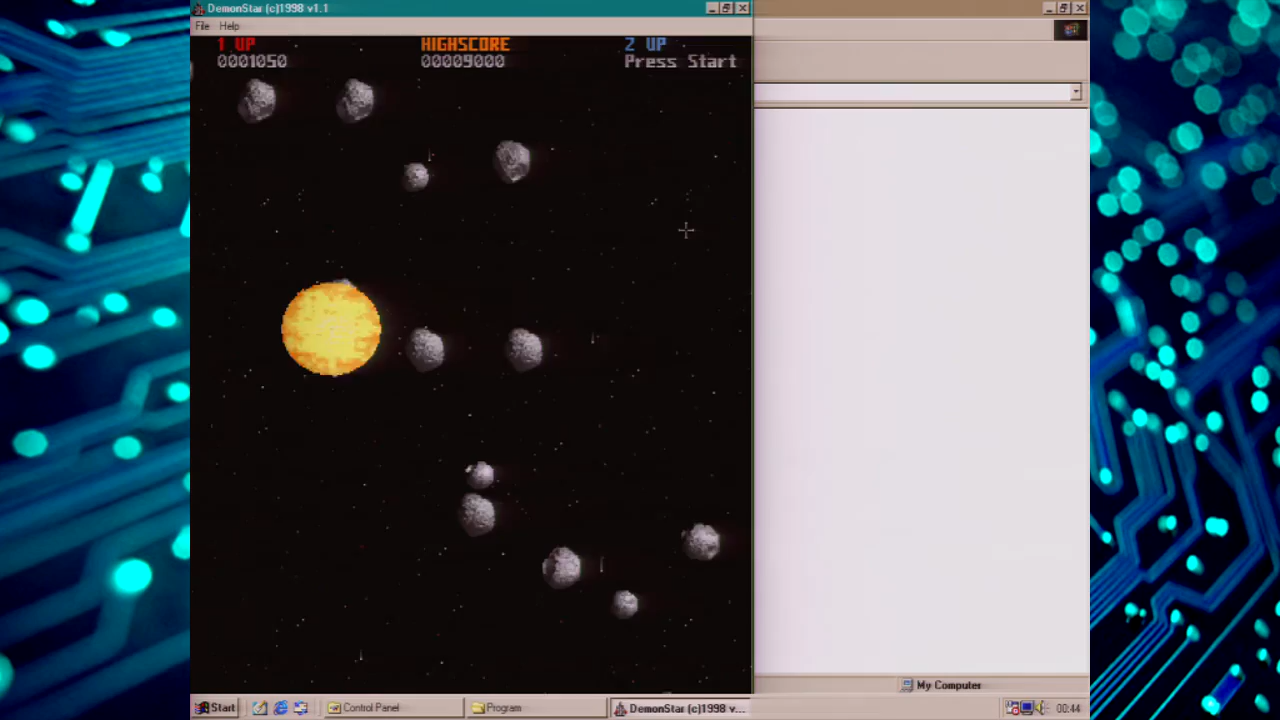 DemonStar (c)1998 v1.1
File Help
1 UP HIGHSCORE 2 UP
0001050 00009000 Press Start
My Computer
Start Control Panel Program DemonStar (c)1998 v... 00:44